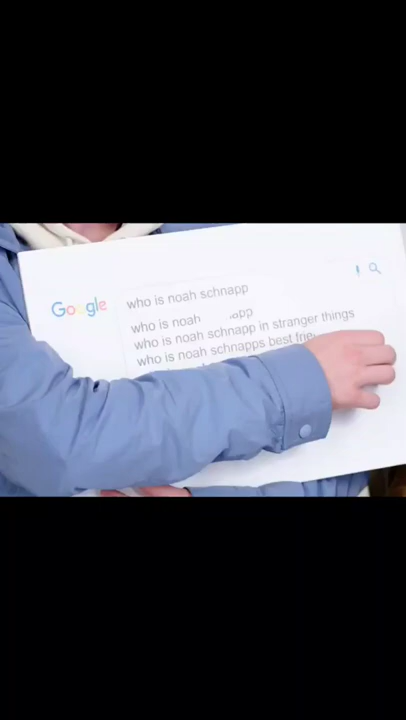 Google
who is noah schnapp
who is noah
who is noah schnapp in stranger things
who is noah schnapps best